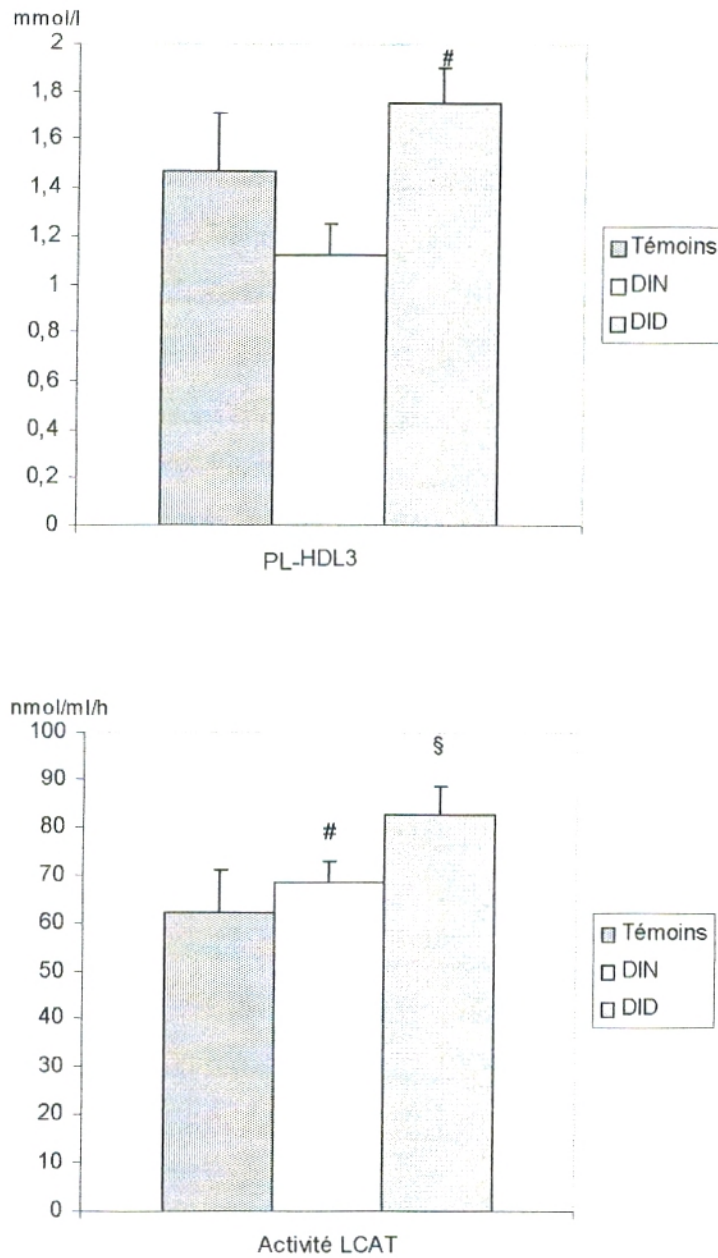 mmol/l
2
1,8
1,6
1,4
1,2
1
0,8
0,6
0,4
0,2
0
#
Témoins
DIN
DID
PL-HDL3
nmol/ml/h
100
90
80
70
60
50
40
30
20
10
0
#
§
Témoins
DIN
DID
Activité LCAT